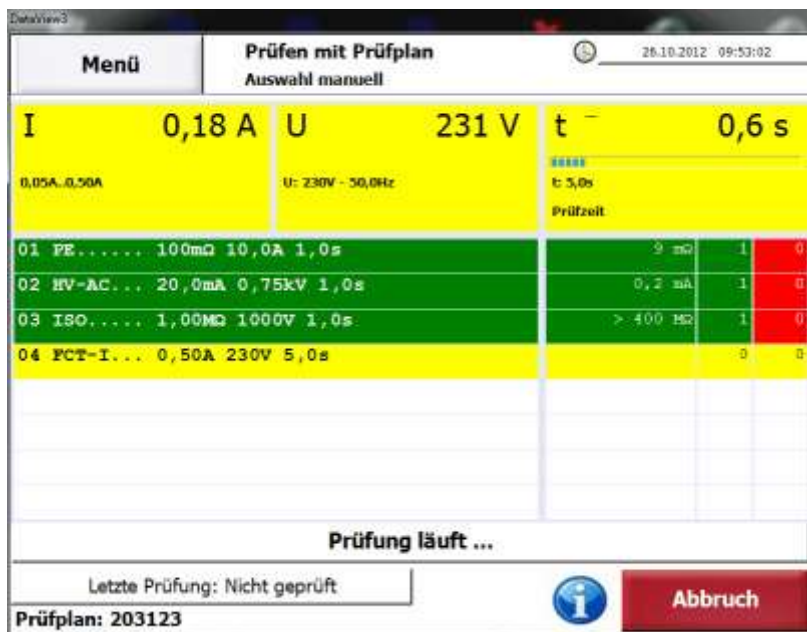 DataView3
Menü
Prüfen mit Prüfplan
Auswahl manuell
26.10.2012 09:53:02
I 0,18 A
U 231 V
t 0,6 s
0,05A..0,50A
U: 230V - 50,0Hz
t: 5,0s
Prüfzeit
01 PE...... 100mΩ 10,0A 1,0s 9 mΩ 1 0
02 HV-AC... 20,0mA 0,75kV 1,0s 0,2 mA 1 0
03 ISO..... 1,00MΩ 1000V 1,0s > 400 MΩ 1 0
04 FCT-I... 0,50A 230V 5,0s 0 0
Prüfung läuft ...
Letzte Prüfung: Nicht geprüft
Abbruch
Prüfplan: 203123